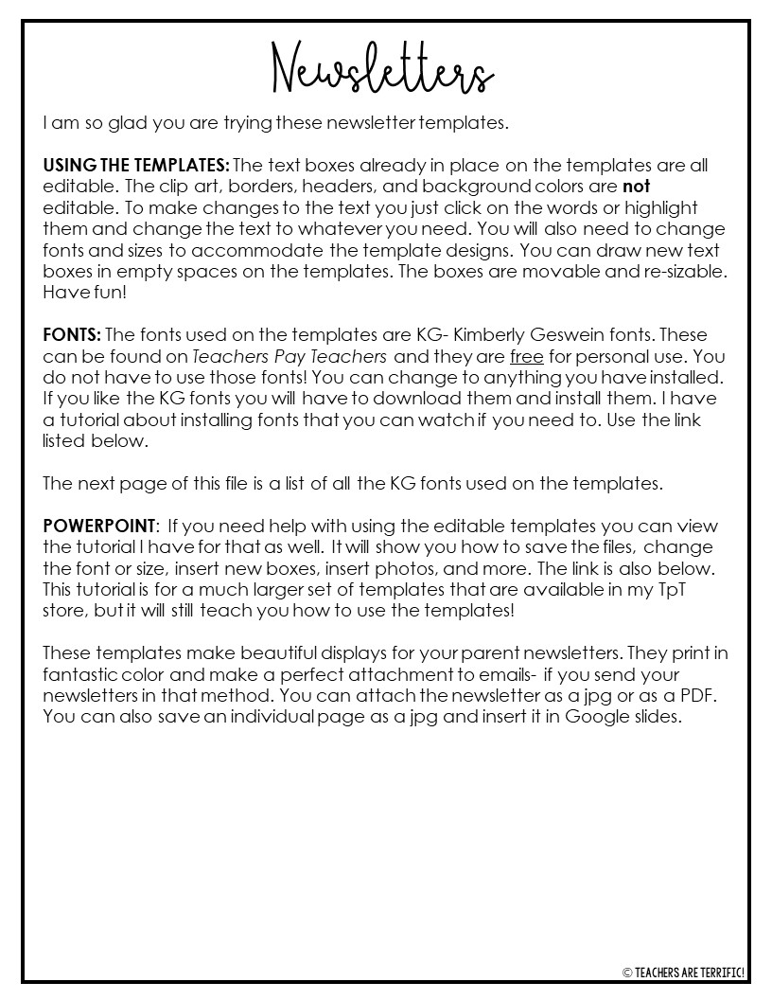 Newsletters
I am so glad you are trying these newsletter templates.
USING THE TEMPLATES: The text boxes already in place on the templates are all
editable. The clip art, borders, headers, and background colors are not
editable. To make changes to the text you just click on the words or highlight
them and change the text to whatever you need. You will also need to change
fonts and sizes to accommodate the template designs. You can draw new text
boxes in empty spaces on the templates. The boxes are movable and re-sizable.
Have fun!
FONTS: The fonts used on the templates are KG- Kimberly Geswein fonts. These
can be found on Teachers Pay Teachers and they are free for personal use. You
do not have to use those fonts! You can change to anything you have installed.
If you like the KG fonts you will have to download them and install them. I have
a tutorial about installing fonts that you can watch if you need to. Use the link
listed below.
The next page of this file is a list of all the KG fonts used on the templates.
POWERPOINT: If you need help with using the editable templates you can view
the tutorial I have for that as well. It will show you how to save the files, change
the font or size, insert new boxes, insert photos, and more. The link is also below.
This tutorial is for a much larger set of templates that are available in my TpT
store, but it will still teach you how to use the templates!
These templates make beautiful displays for your parent newsletters. They print in
fantastic color and make a perfect attachment to emails- if you send your
newsletters in that method. You can attach the newsletter as a jpg or as a PDF.
You can also save an individual page as a jpg and insert it in Google slides.
© TEACHERS ARE TERRIFIC!